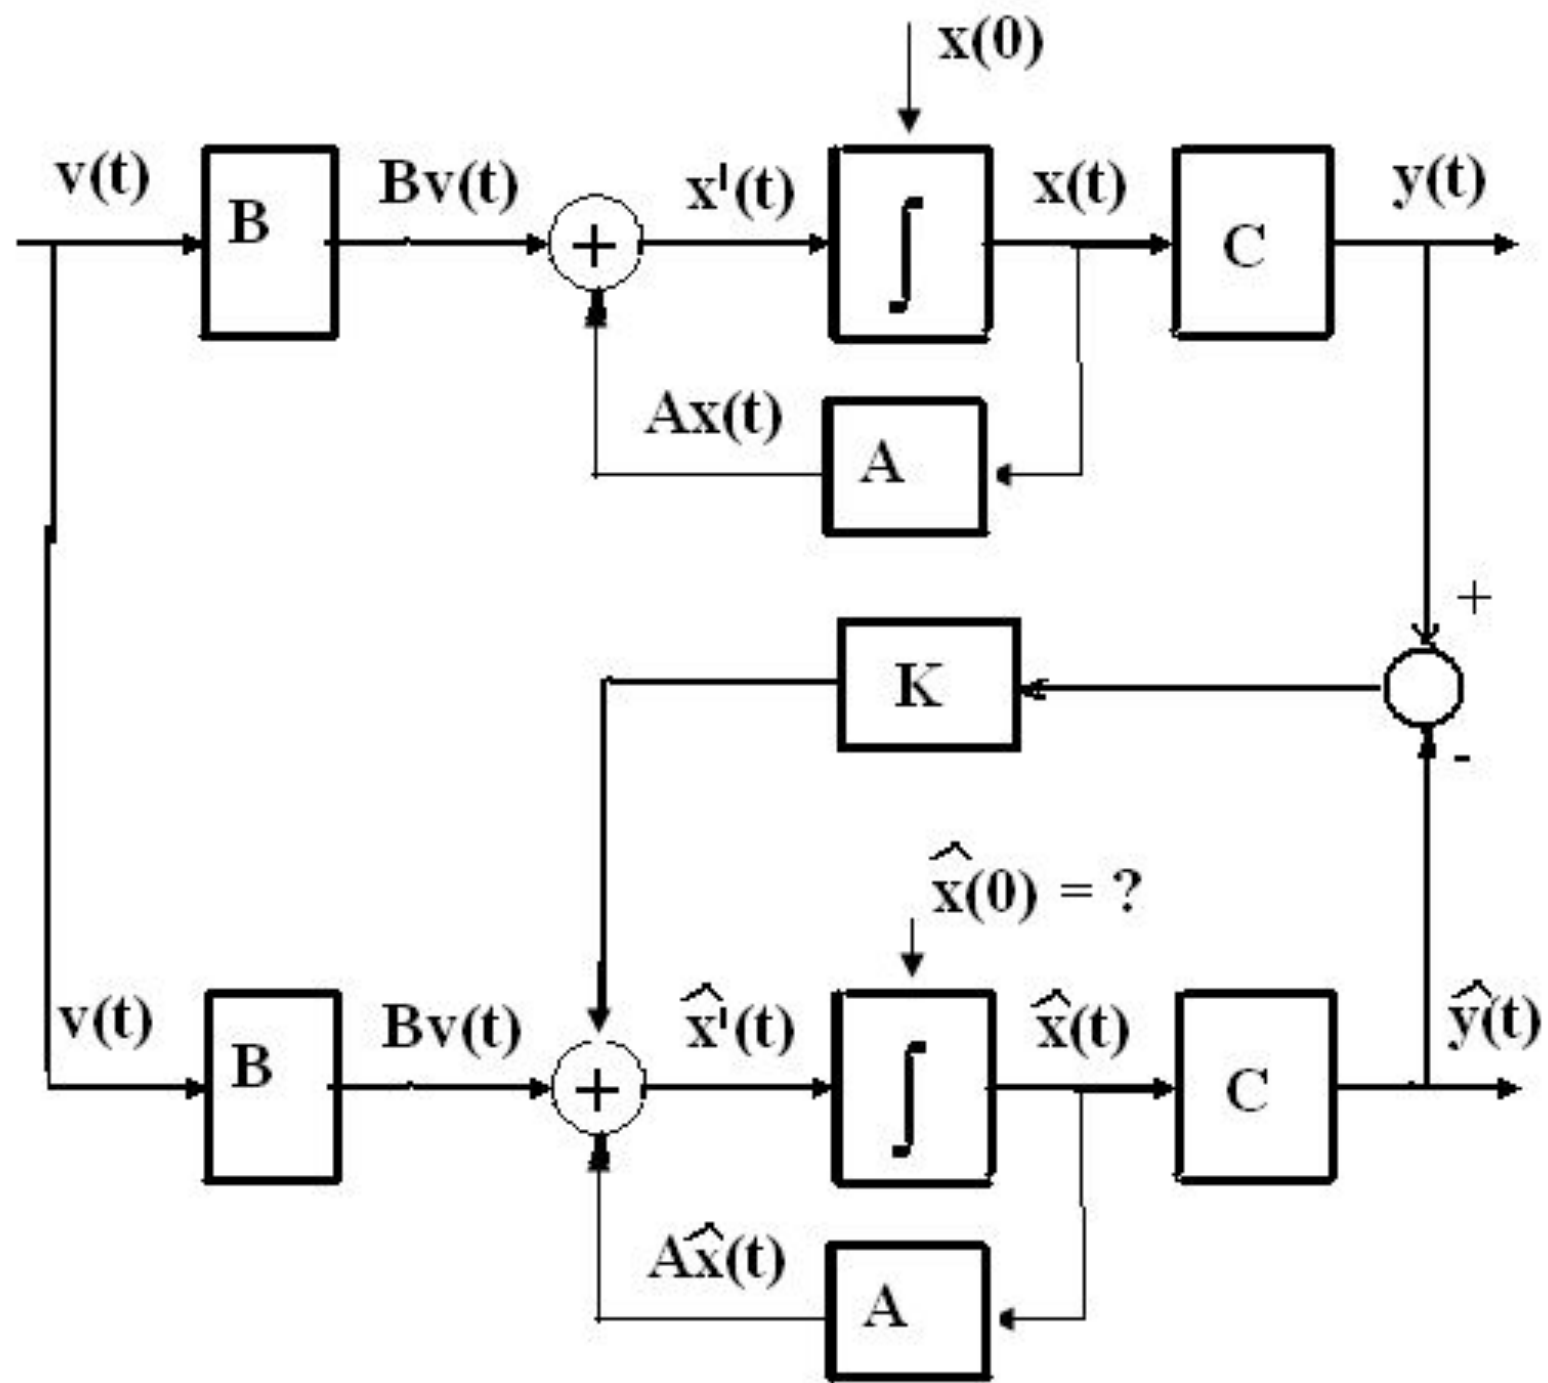 x(0)
v(t)
B
Bv(t)
+
x'(t)
∫
x(t)
C
y(t)
Ax(t)
A
+
K
-
x̂(0) = ?
v(t)
B
Bv(t)
+
x̂'(t)
∫
x̂(t)
C
ŷ(t)
Ax̂(t)
A